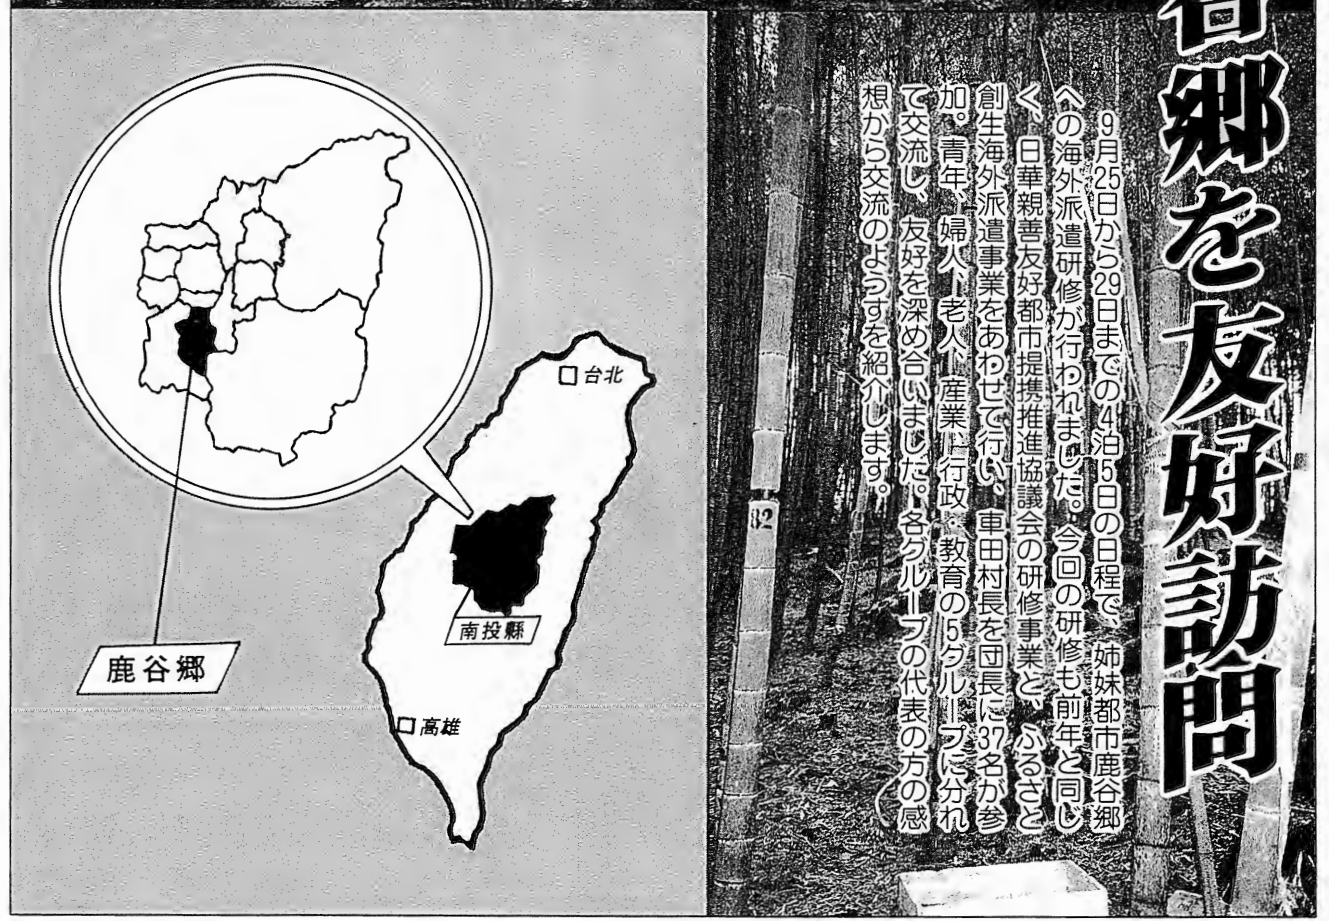 谷郷を友好訪問
9月25日から29日までの4泊5日の日程で、姉妹都市鹿谷郷
への海外派遣研修が行われました。今回の研修も前年と同じ
く、日華親善友好都市提携推進協議会の研修事業と、ふるさと
創生海外派遣事業をあわせて行い、車田村長を団長に37名が参
加。青年、婦人、老人、産業、行政・教育の5グループに分れ
て交流し、友好を深め合いました。各グループの代表の方の感
想から交流のようすを紹介します。
82
台北
南投縣
鹿谷郷
高雄